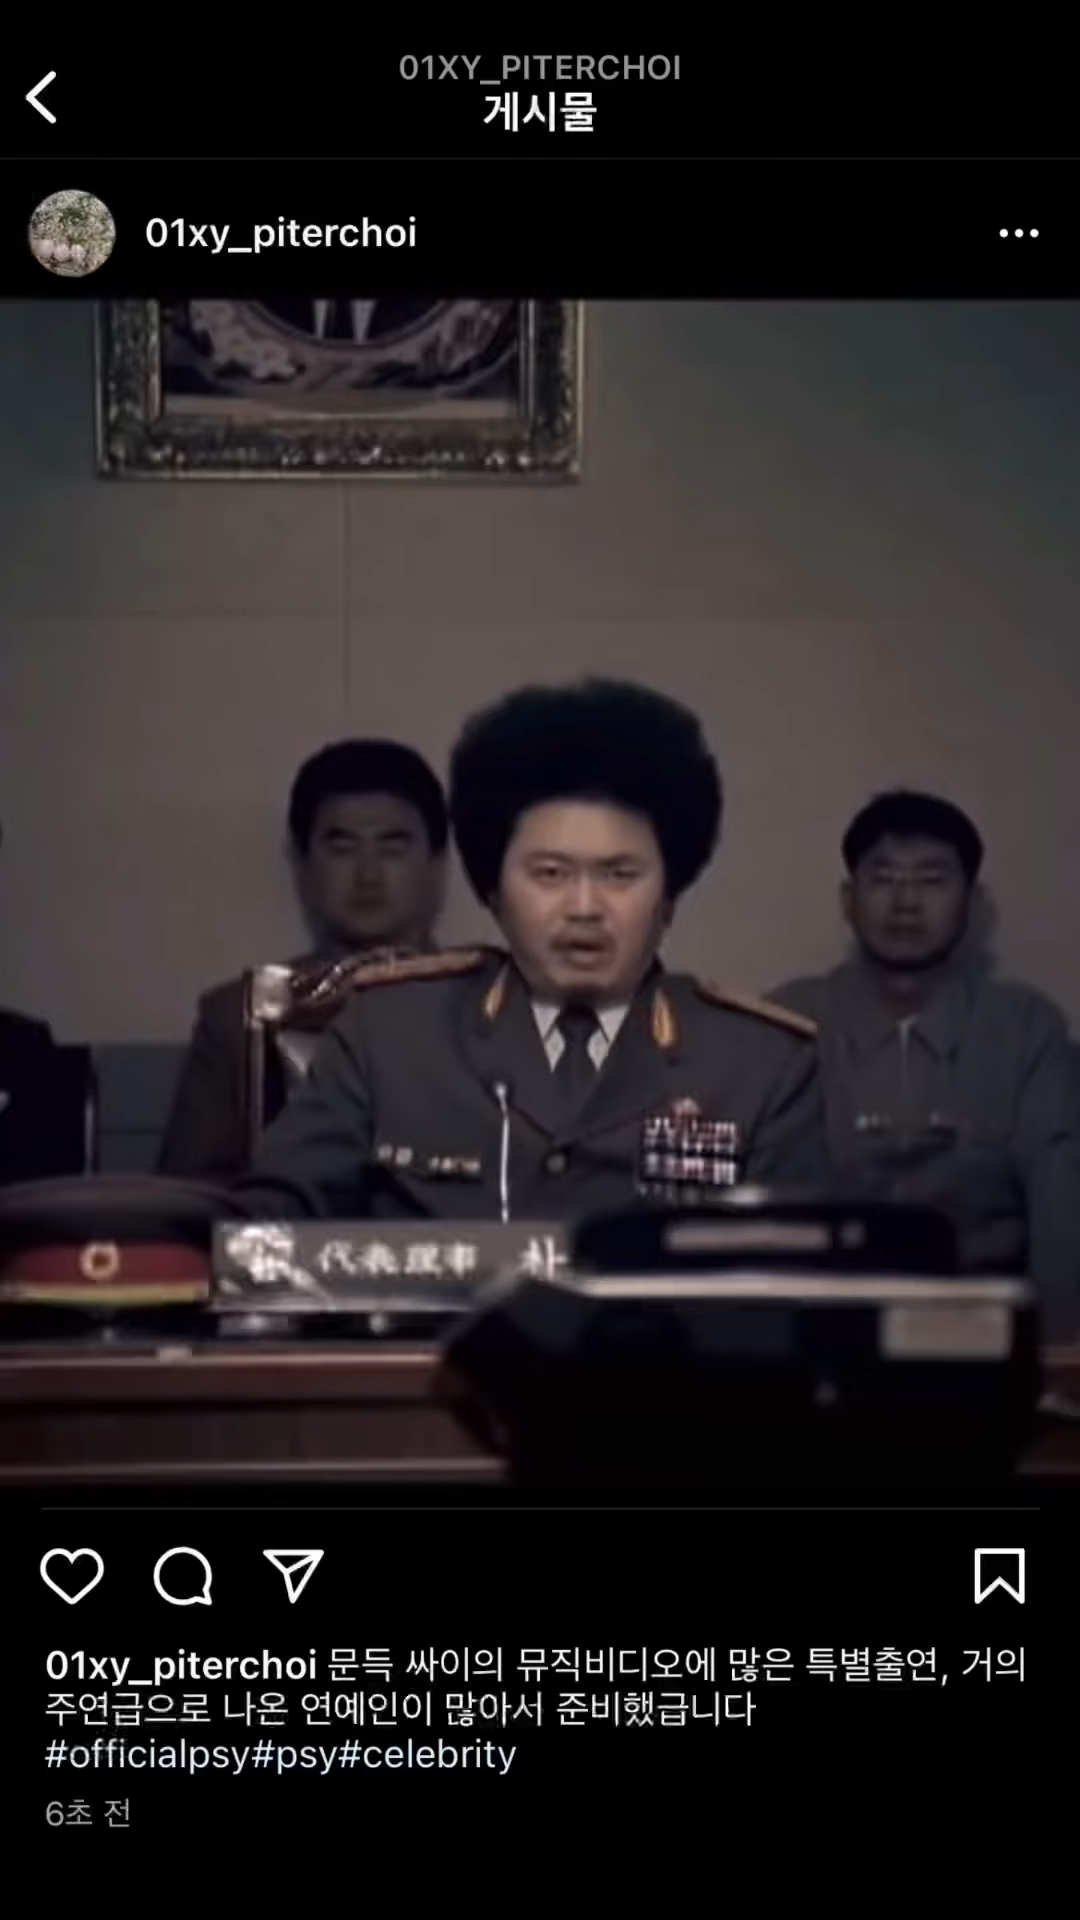 01XY_PITERCHOI
게시물
01xy_piterchoi
代表理事 朴
01xy_piterchoi 문득 싸이의 뮤직비디오에 많은 특별출연, 거의
주연급으로 나온 연예인이 많아서 준비했급니다
#officialpsy#psy#celebrity
6초 전